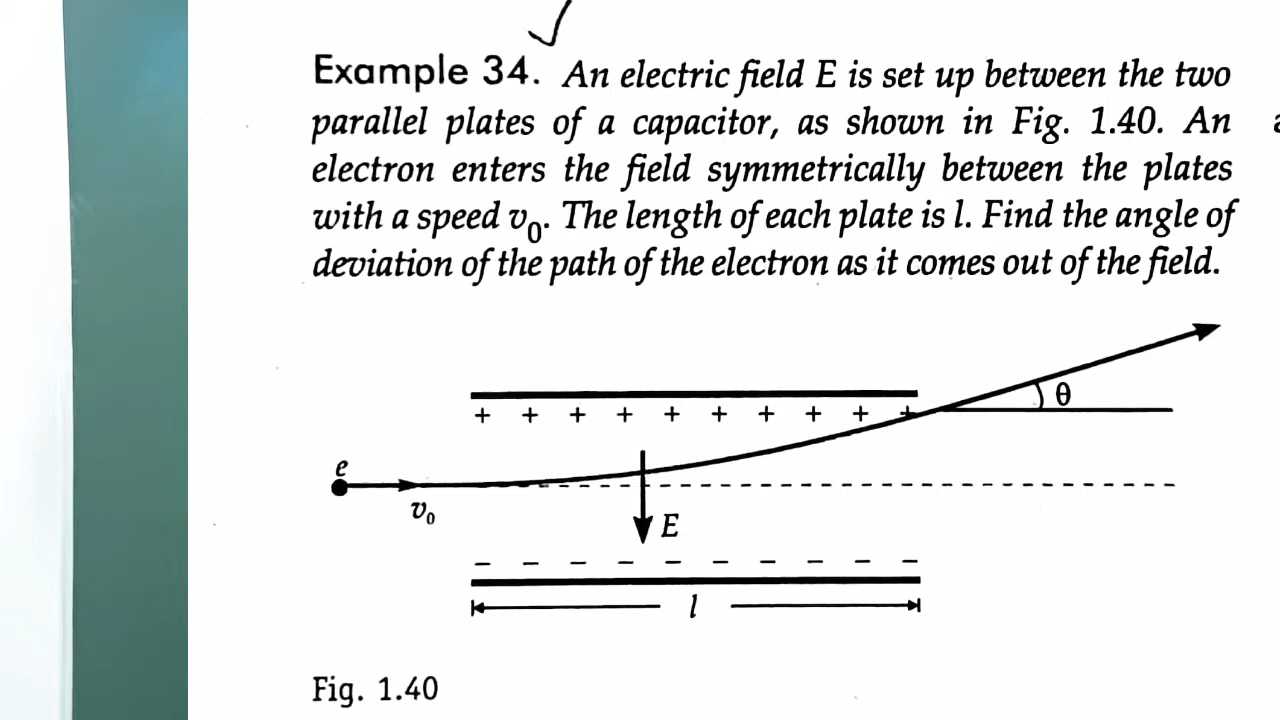 Example 34. An electric field E is set up between the two
parallel plates of a capacitor, as shown in Fig. 1.40. An
electron enters the field symmetrically between the plates
with a speed v₀. The length of each plate is l. Find the angle of
deviation of the path of the electron as it comes out of the field.
θ
+ + + + + + + + + +
e
v₀
E
− − − − − − − − − −
l
Fig. 1.40